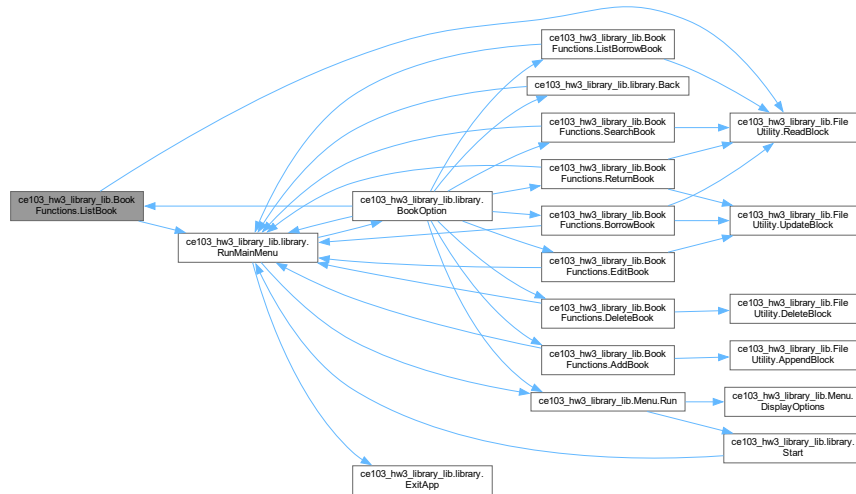 ce103_hw3_library_lib.Book
Functions.ListBook
ce103_hw3_library_lib.library.
RunMainMenu
ce103_hw3_library_lib.library.
BookOption
ce103_hw3_library_lib.library.
ExitApp
ce103_hw3_library_lib.Book
Functions.ListBorrowBook
ce103_hw3_library_lib.library.Back
ce103_hw3_library_lib.Book
Functions.SearchBook
ce103_hw3_library_lib.Book
Functions.ReturnBook
ce103_hw3_library_lib.Book
Functions.BorrowBook
ce103_hw3_library_lib.Book
Functions.EditBook
ce103_hw3_library_lib.Book
Functions.DeleteBook
ce103_hw3_library_lib.Book
Functions.AddBook
ce103_hw3_library_lib.Menu.Run
ce103_hw3_library_lib.File
Utility.ReadBlock
ce103_hw3_library_lib.File
Utility.UpdateBlock
ce103_hw3_library_lib.File
Utility.DeleteBlock
ce103_hw3_library_lib.File
Utility.AppendBlock
ce103_hw3_library_lib.Menu.
DisplayOptions
ce103_hw3_library_lib.library.
Start